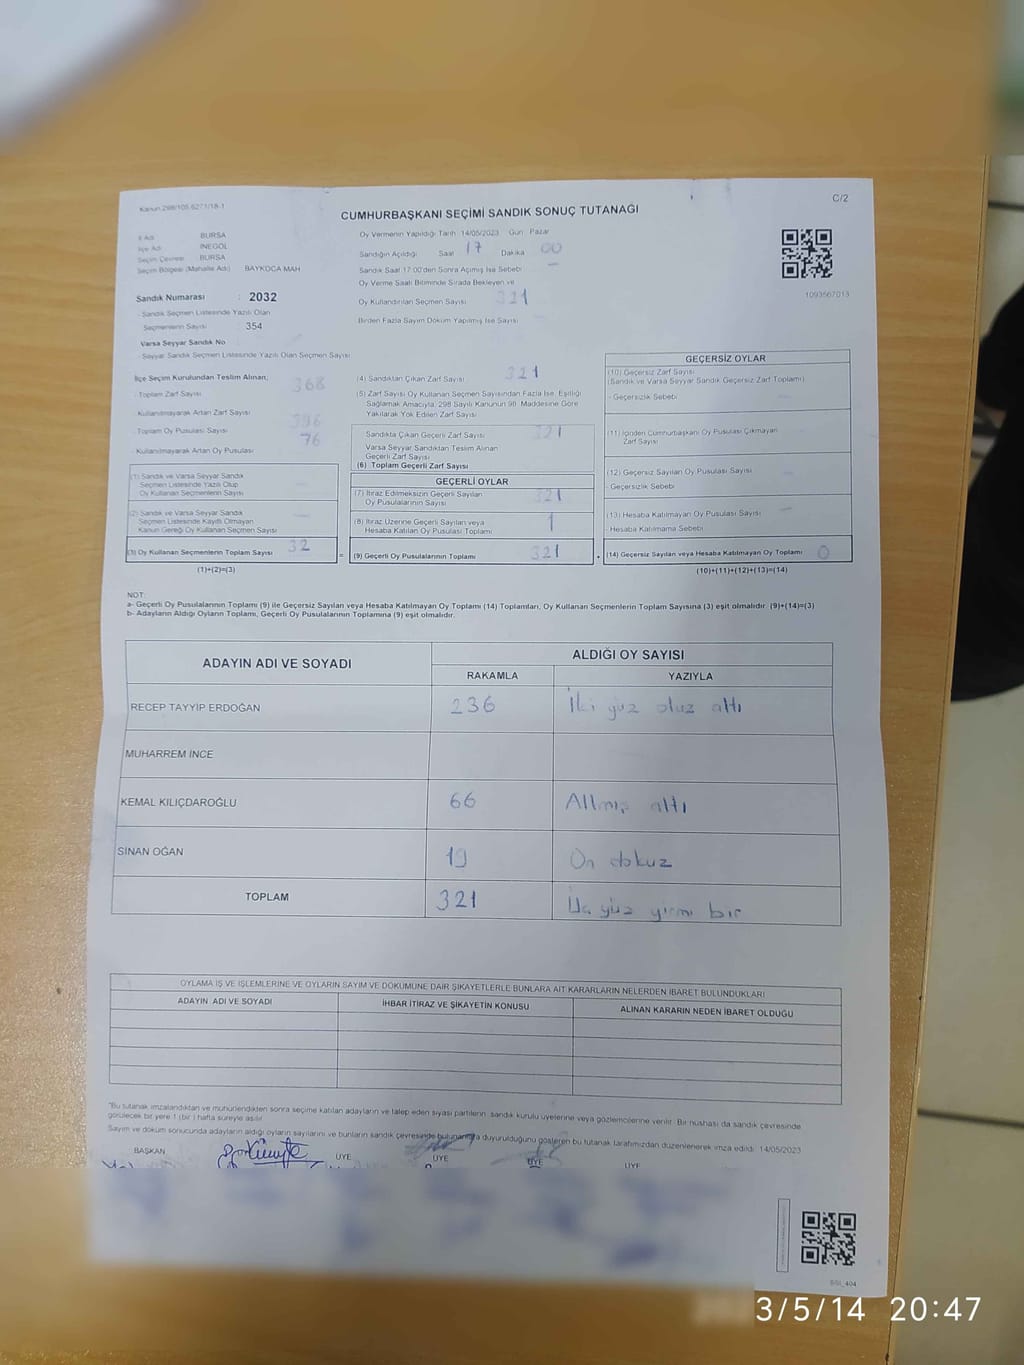 Kanun 298/105.6271/18-1
C/2
CUMHURBAŞKANI SEÇİMİ SANDIK SONUÇ TUTANAĞI
İl Adı BURSA
İlçe Adı İNEGÖL
Seçim Çevresi BURSA
Seçim Bölgesi (Mahalle Adı) BAYKOCA MAH
Sandık Numarası : 2032
- Sandık Seçmen Listesinde Yazılı Olan
Seçmenlerin Sayısı : 354
Varsa Seyyar Sandık No
- Seyyar Sandık Seçmen Listesinde Yazılı Olan Seçmen Sayısı
Oy Vermenin Yapıldığı Tarih 14/05/2023 Gün Pazar
Sandığın Açıldığı Saat 17 Dakika 00
Sandık Saat 17:00'den Sonra Açımış İse Sebebi -
Oy Verme Saati Bitiminde Sırada Bekleyen ve
Oy Kullandırılan Seçmen Sayısı 321
Birden Fazla Sayım Döküm Yapılmış İse Sayısı -
1093567013
İlçe Seçim Kurulundan Teslim Alınan;
- Toplam Zarf Sayısı 368
- Kullanılmayarak Artan Zarf Sayısı
- Toplam Oy Pusulası Sayısı
76
- Kullanılmayarak Artan Oy Pusulası
(1) Sandık ve Varsa Seyyar Sandık
Seçmen Listesinde Yazılı Olup
Oy Kullanan Seçmenlerin Sayısı -
(2) Sandık ve Varsa Seyyar Sandık
Seçmen Listesinde Kayıtlı Olmayan
Kanun Gereği Oy Kullanan Seçmen Sayısı -
(3) Oy Kullanan Seçmenlerin Toplam Sayısı 32
(1)+(2)=(3)
(4) Sandıktan Çıkan Zarf Sayısı 321
(5) Zarf Sayısı Oy Kullanan Seçmen Sayısından Fazla İse, Eşitliği
Sağlamak Amacıyla, 298 Sayılı Kanunun 98. Maddesine Göre
Yakılarak Yok Edilen Zarf Sayısı
Sandıkta Çıkan Geçerli Zarf Sayısı 321
Varsa Seyyar Sandıktan Teslim Alınan
Geçerli Zarf Sayısı
(6) Toplam Geçerli Zarf Sayısı
GEÇERLİ OYLAR
(7) İtiraz Edilmeksizin Geçerli Sayılan
Oy Pusulalarının Sayısı 321
(8) İtiraz Üzerine Geçerli Sayılan veya
Hesaba Katılan Oy Pusulası Toplamı
= (9) Geçerli Oy Pusulalarının Toplamı 321
GEÇERSİZ OYLAR
(10) Geçersiz Zarf Sayısı
(Sandık ve Varsa Seyyar Sandık Geçersiz Zarf Toplamı)
- Geçersizlik Sebebi -
(11) İçinden Cumhurbaşkanı Oy Pusulası Çıkmayan
Zarf Sayısı -
(12) Geçersiz Sayılan Oy Pusulası Sayısı -
- Geçersizlik Sebebi
(13) Hesaba Katılmayan Oy Pusulası Sayısı -
- Hesaba Katılmama Sebebi
(14) Geçersiz Sayılan veya Hesaba Katılmayan Oy Toplamı 0
(10)+(11)+(12)+(13)=(14)
NOT:
a- Geçerli Oy Pusulalarının Toplamı (9) ile Geçersiz Sayılan veya Hesaba Katılmayan Oy Toplamı (14) Toplamları, Oy Kullanan Seçmenlerin Toplam Sayısına (3) eşit olmalıdır. (9)+(14)=(3)
b- Adayların Aldığı Oyların Toplamı, Geçerli Oy Pusulalarının Toplamına (9) eşit olmalıdır.
ADAYIN ADI VE SOYADI ALDIĞI OY SAYISI
RAKAMLA YAZIYLA
RECEP TAYYİP ERDOĞAN 236 İki yüz otuz altı
MUHARREM İNCE
KEMAL KILIÇDAROĞLU 66 Altmış altı
SİNAN OĞAN 19 On dokuz
TOPLAM 321 Üç yüz yirmi bir
OYLAMA İŞ VE İŞLEMLERİNE VE OYLARIN SAYIM VE DÖKÜMÜNE DAİR ŞİKAYETLERLE BUNLARA AİT KARARLARIN NELERDEN İBARET BULUNDUKLARI
ADAYIN ADI VE SOYADI İHBAR İTİRAZ VE ŞİKAYETİN KONUSU ALINAN KARARIN NEDEN İBARET OLDUĞU
*Bu tutanak imzalandıktan ve mühürlendikten sonra seçime katılan adayların ve talep eden siyasi partilerin sandık kurulu üyelerine veya gözlemcilerine verilir. Bir nüshası da sandık çevresinde
görülecek bir yere 1 (bir ) hafta süreyle asılır.
Sayım ve döküm sonucunda adayların aldığı oyların sayılarını ve bunların sandık çevresinde bulunanlara duyurulduğunu gösteren bu tutanak tarafımızdan düzenlenerek imza edildi. 14/05/2023
BAŞKAN ÜYE ÜYE ÜYE ÜYE
3/5/14 20:47